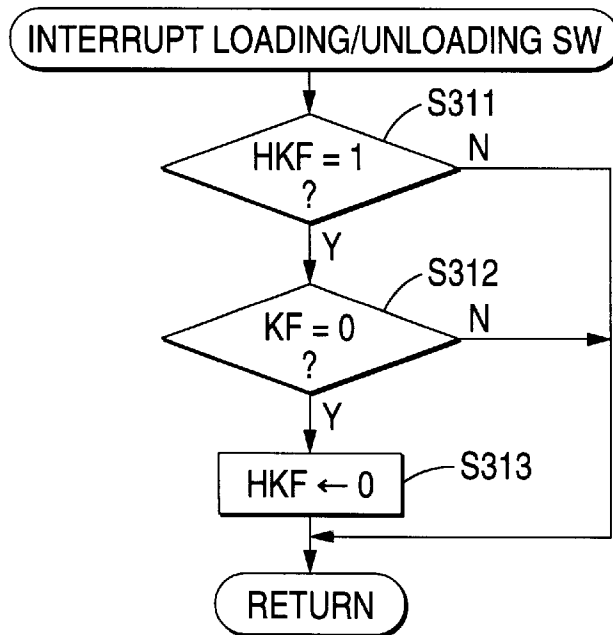 INTERRUPT LOADING/UNLOADING SW
S311
HKF = 1
?
N
Y
S312
KF = 0
?
N
Y
S313
HKF ← 0
RETURN